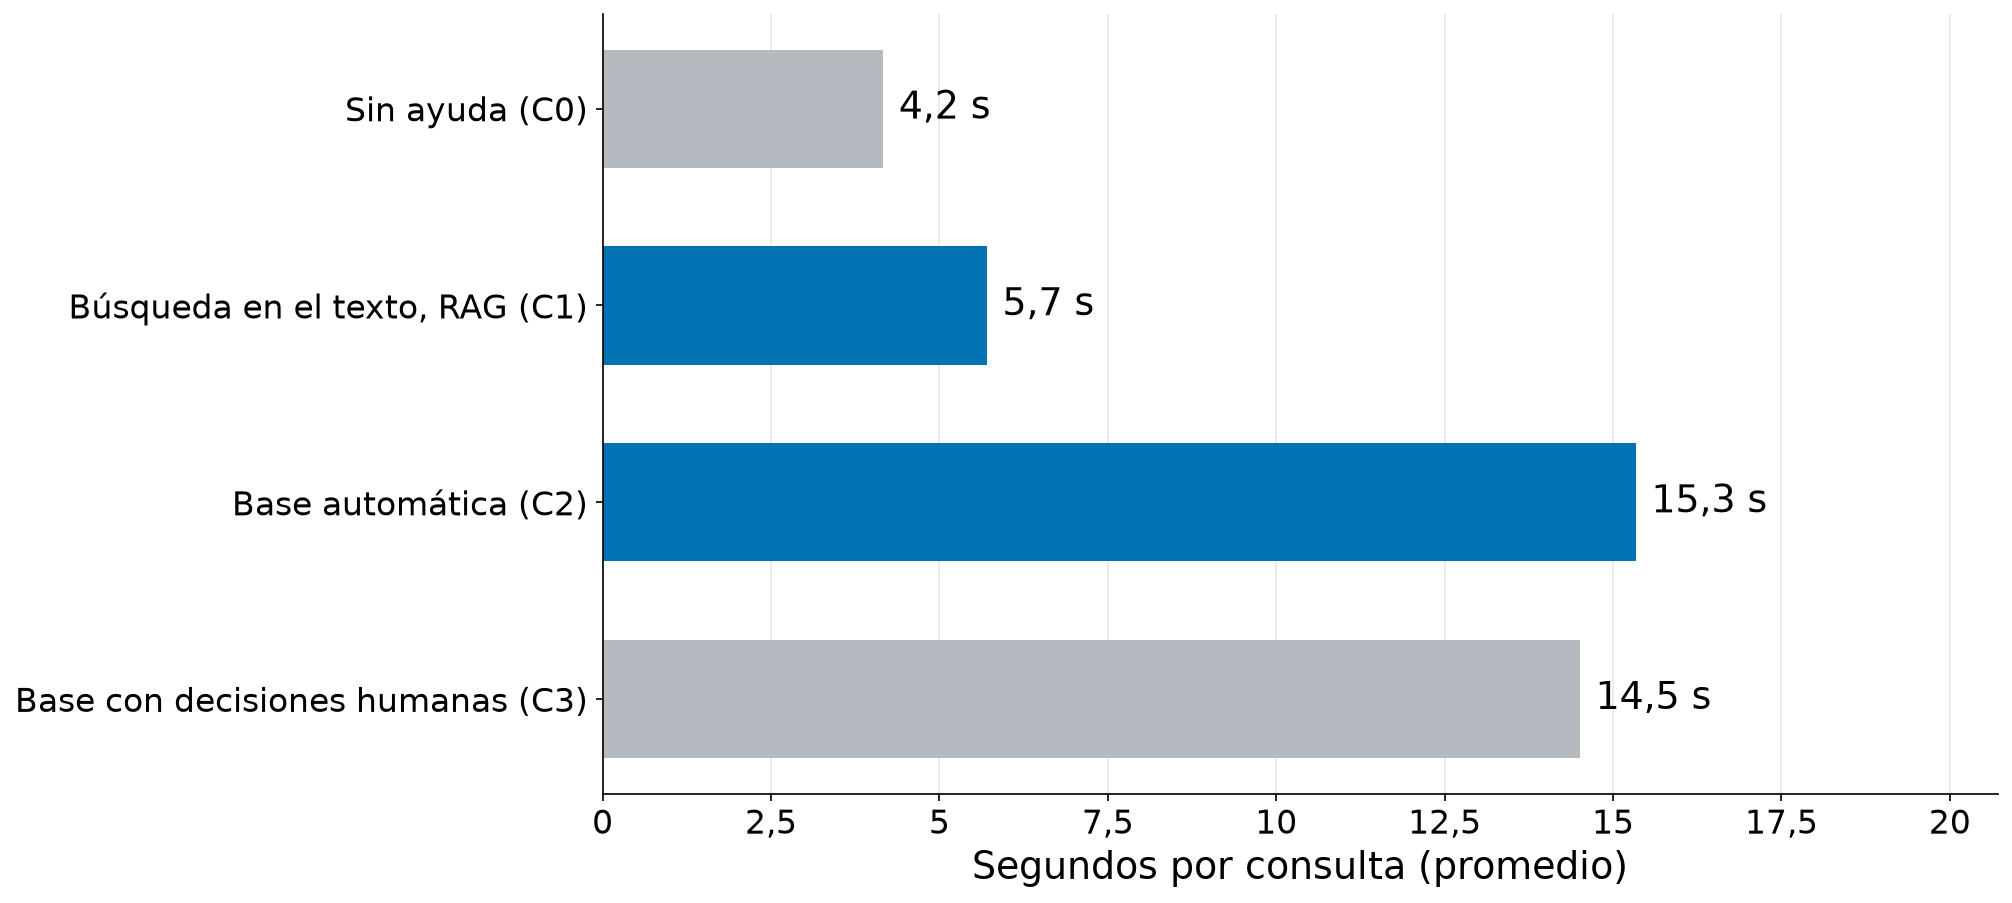 Sin ayuda (C0)
4,2 s
Búsqueda en el texto, RAG (C1)
5,7 s
Base automática (C2)
15,3 s
Base con decisiones humanas (C3)
14,5 s
0 2,5 5 7,5 10 12,5 15 17,5 20
Segundos por consulta (promedio)